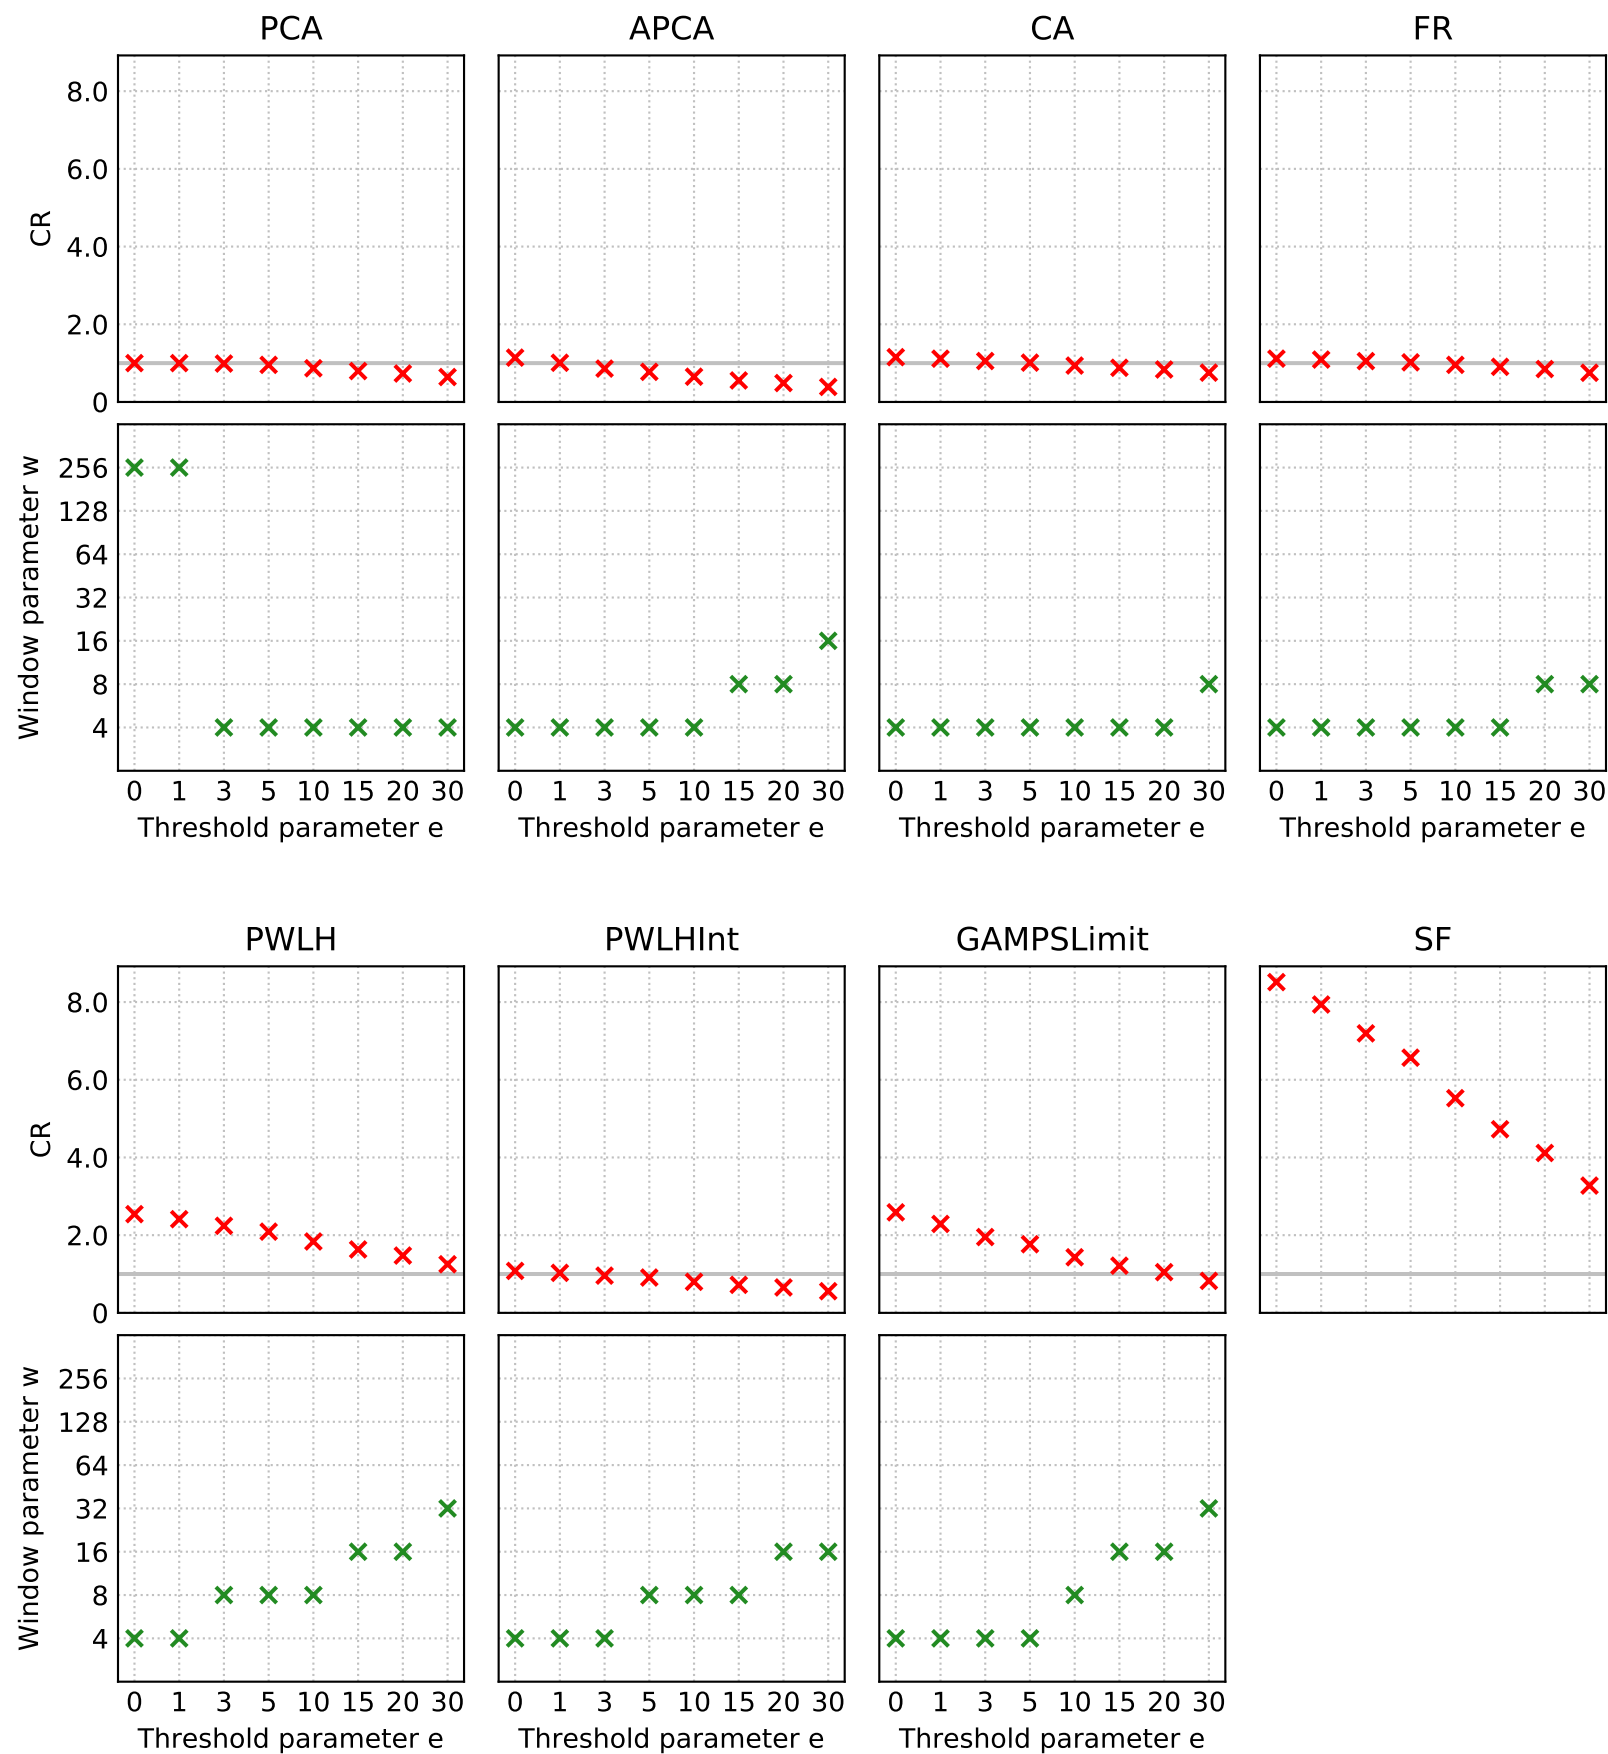 PCA APCA CA FR
CR
8.0
6.0
4.0
2.0
0
Window parameter w
256
128
64
32
16
8
4
0 1 3 5 10 15 20 30 0 1 3 5 10 15 20 30 0 1 3 5 10 15 20 30 0 1 3 5 10 15 20 30
Threshold parameter e Threshold parameter e Threshold parameter e Threshold parameter e
PWLH PWLHInt GAMPSLimit SF
CR
8.0
6.0
4.0
2.0
0
Window parameter w
256
128
64
32
16
8
4
0 1 3 5 10 15 20 30 0 1 3 5 10 15 20 30 0 1 3 5 10 15 20 30
Threshold parameter e Threshold parameter e Threshold parameter e